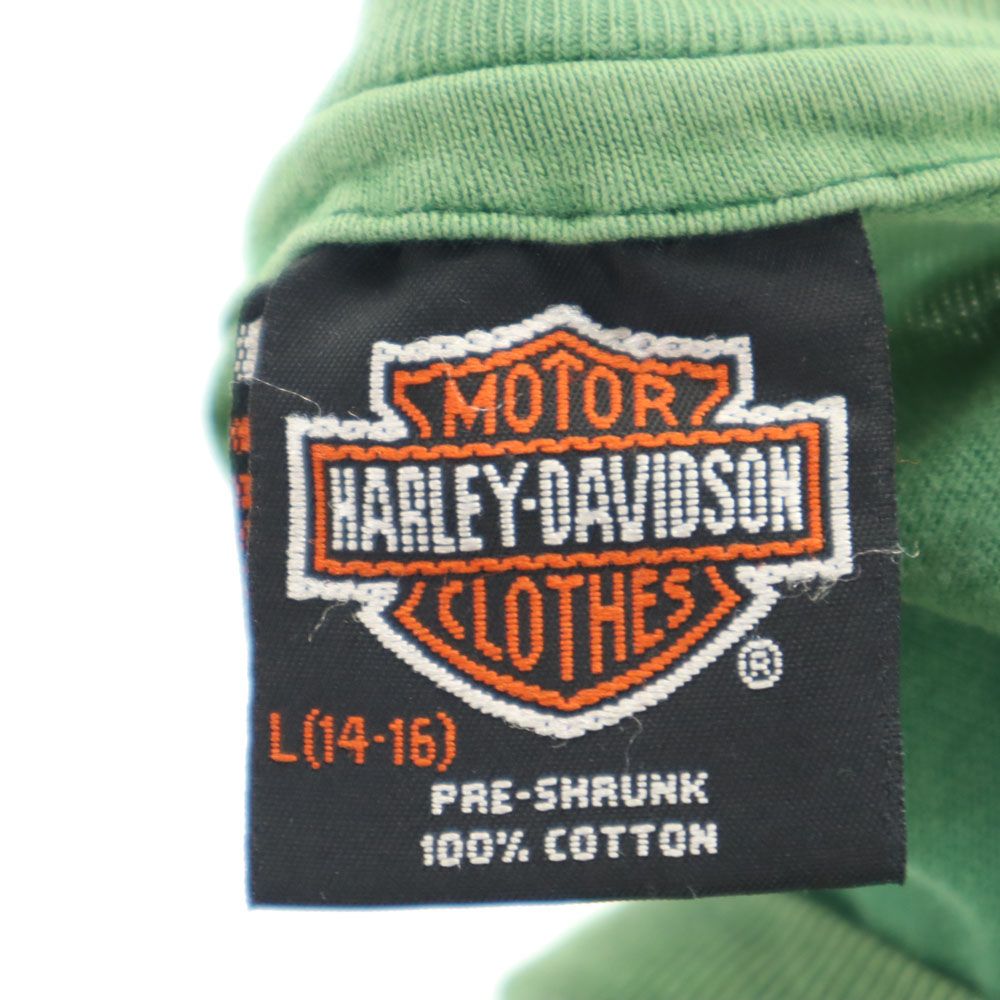 MOTOR
HARLEY-DAVIDSON
CLOTHES
®
L(14-16)
PRE-SHRUNK
100% COTTON